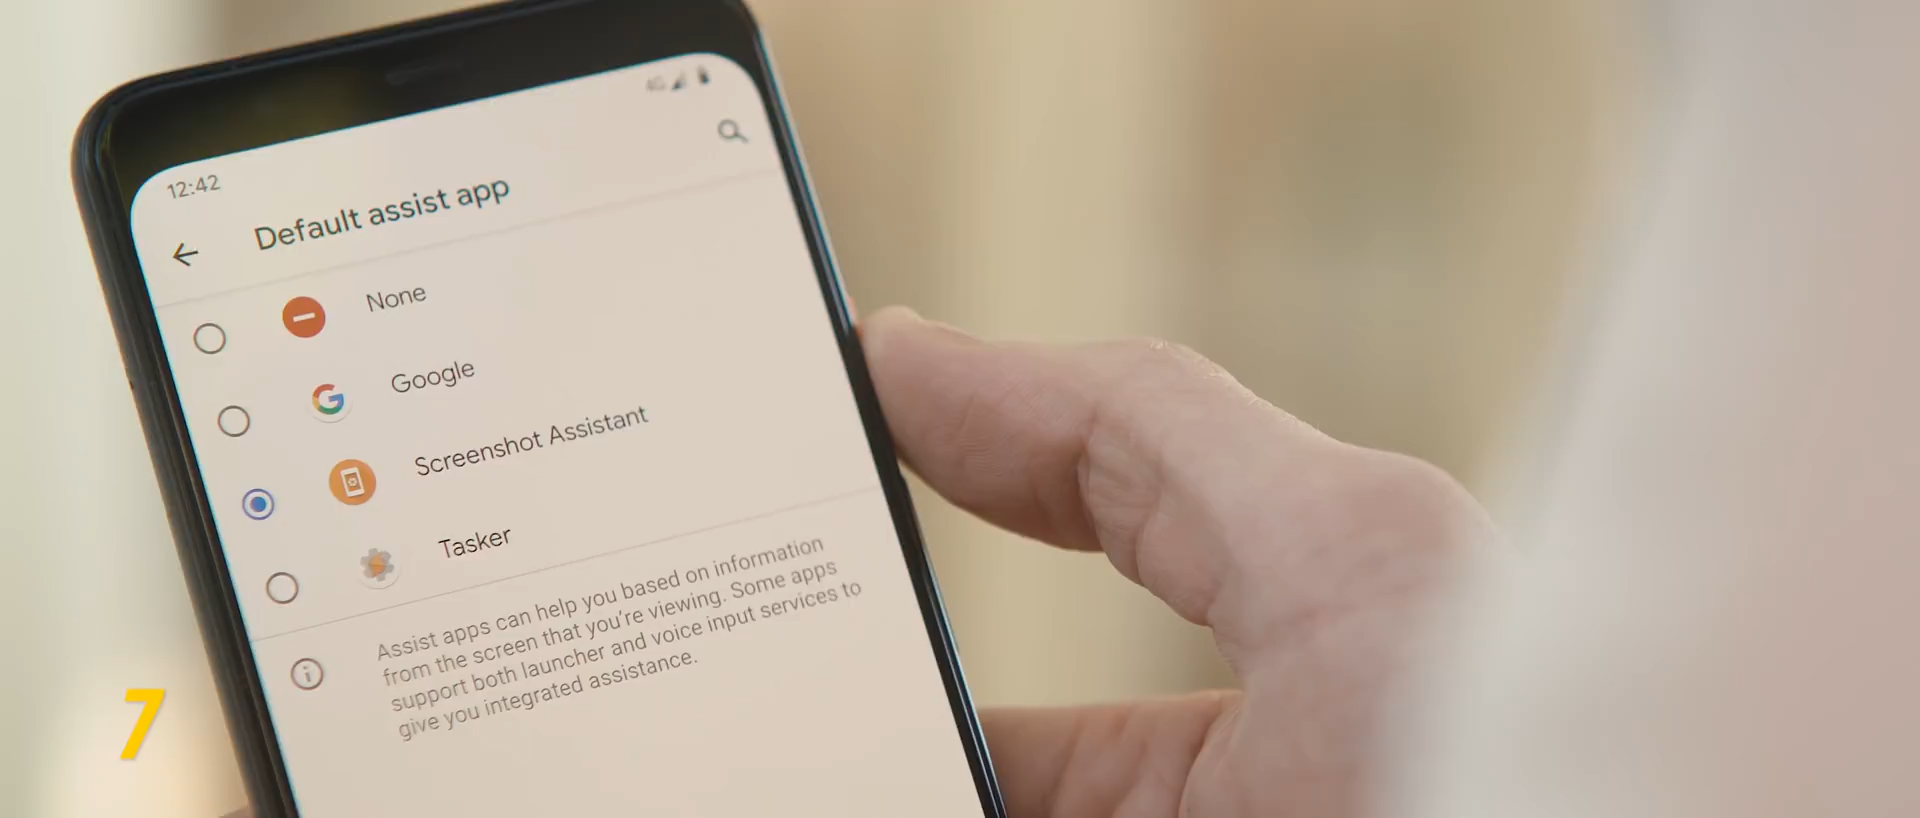 12:42
4G
Default assist app
None
Google
Screenshot Assistant
Tasker
Assist apps can help you based on information
from the screen that you're viewing. Some apps
support both launcher and voice input services to
give you integrated assistance.
7